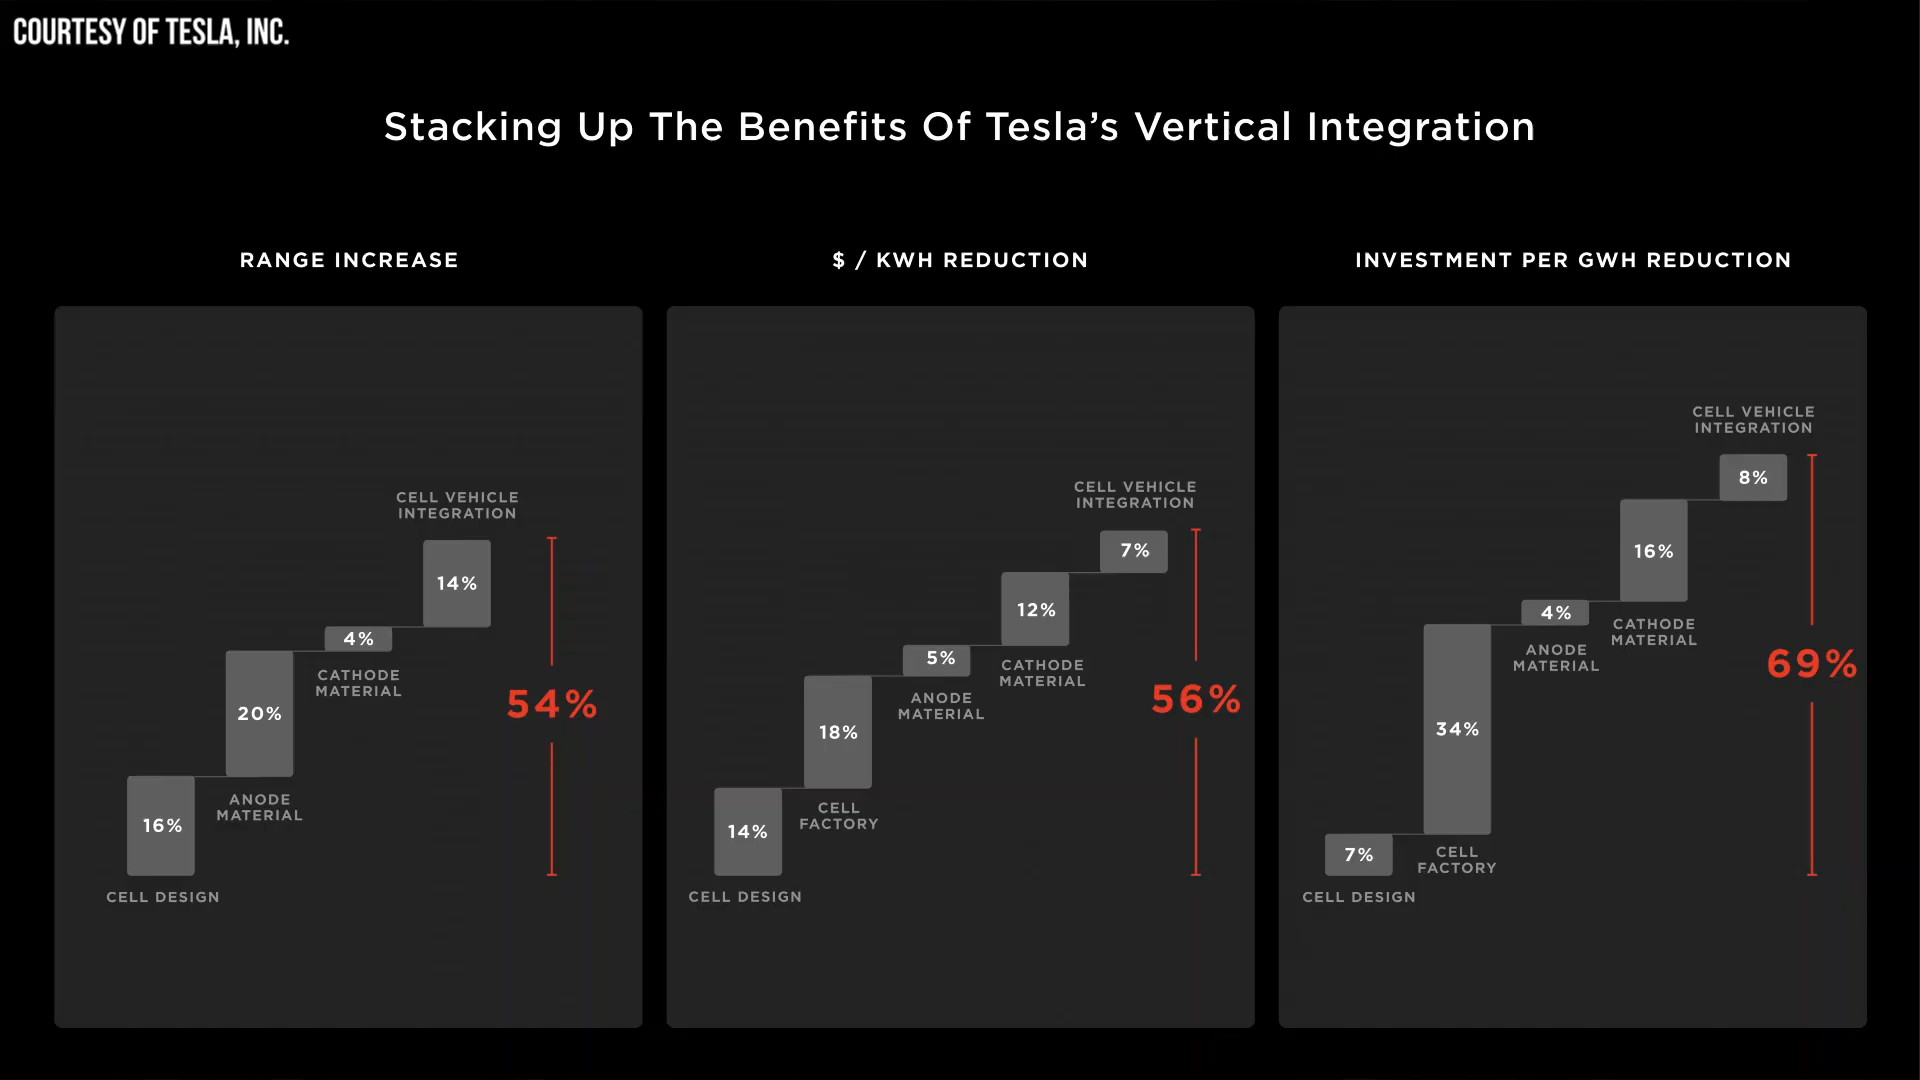 COURTESY OF TESLA, INC.
Stacking Up The Benefits Of Tesla's Vertical Integration
RANGE INCREASE
CELL VEHICLE
INTEGRATION
14%
4%
CATHODE
MATERIAL
20%
ANODE
MATERIAL
16%
CELL DESIGN
54%
$ / KWH REDUCTION
CELL VEHICLE
INTEGRATION
7%
12%
CATHODE
MATERIAL
5%
ANODE
MATERIAL
18%
CELL
FACTORY
14%
CELL DESIGN
56%
INVESTMENT PER GWH REDUCTION
CELL VEHICLE
INTEGRATION
8%
16%
CATHODE
MATERIAL
4%
ANODE
MATERIAL
34%
CELL
FACTORY
7%
CELL DESIGN
69%